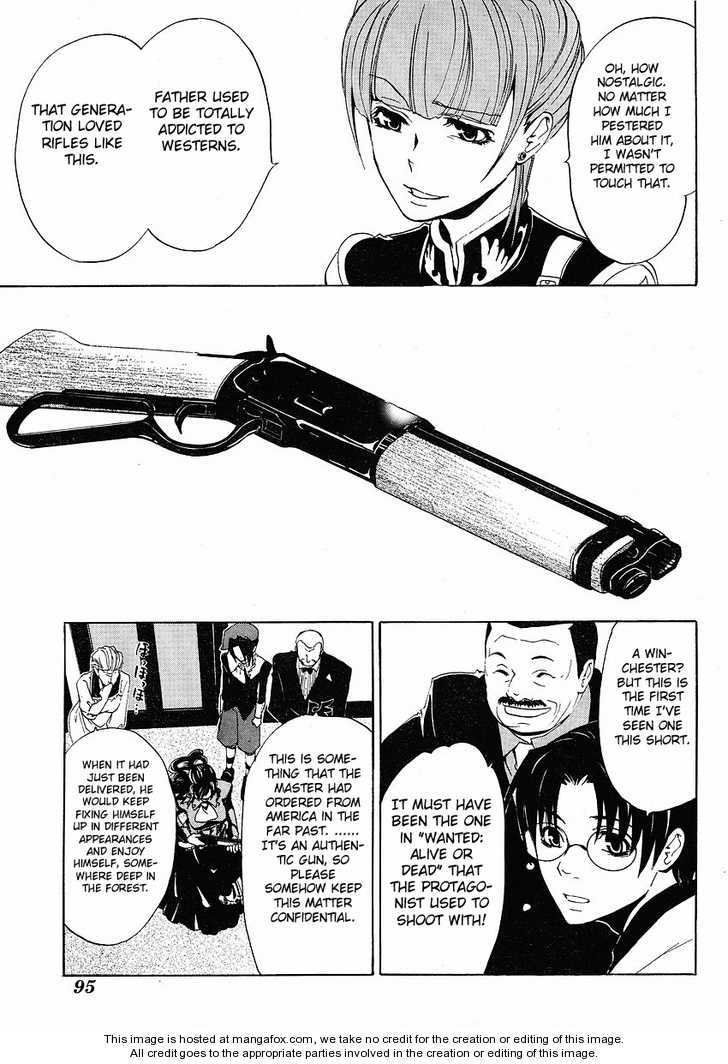 OH, HOW
NOSTALGIC.
NO MATTER
HOW MUCH I
PESTERED
HIM ABOUT IT,
I WASN'T
PERMITTED TO
TOUCH THAT.
FATHER USED
TO BE TOTALLY
ADDICTED TO
WESTERNS.
THAT GENERA-
TION LOVED
RIFLES LIKE
THIS.
A WIN-
CHESTER?
BUT THIS IS
THE FIRST
TIME I'VE
SEEN ONE
THIS SHORT.
IT MUST HAVE
BEEN THE ONE
IN "WANTED:
ALIVE OR
DEAD" THAT
THE PROTAGO-
NIST USED TO
SHOOT WITH!
THIS IS SOME-
THING THAT THE
MASTER HAD
ORDERED FROM
AMERICA IN THE
FAR PAST. ......
IT'S AN AUTHEN-
TIC GUN, SO
PLEASE
SOMEHOW KEEP
THIS MATTER
CONFIDENTIAL.
ほっほっほっ…
WHEN IT HAD
JUST BEEN
DELIVERED, HE
WOULD KEEP
FIXING HIMSELF
UP IN DIFFERENT
APPEARANCES
AND ENJOY
HIMSELF, SOME-
WHERE DEEP IN
THE FOREST.
95
This image is hosted at mangafox.com, we take no credit for the creation or editing of this image.
All credit goes to the appropriate parties involved in the creation or editing of this image.